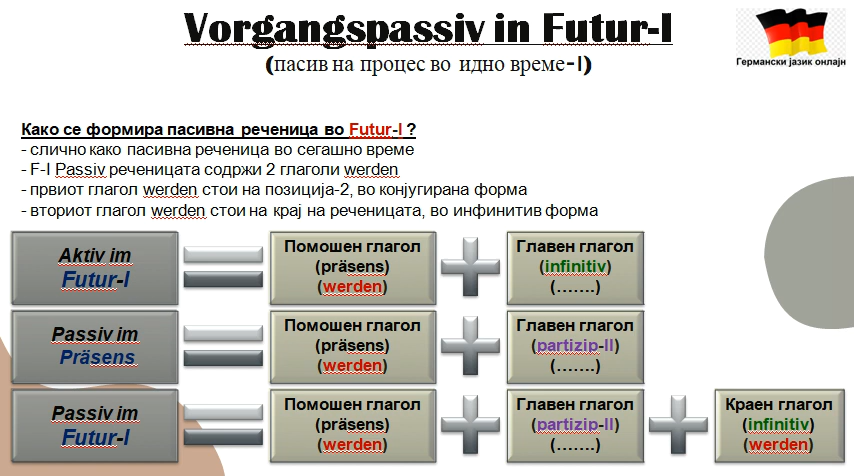 Vorgangspassiv in Futur-I
(пасив на процес во идно време-I)
Германски јазик онлајн
Како се формира пасивна реченица во Futur-I ?
- слично како пасивна реченица во сегашно време
- F-I Passiv реченицата содржи 2 глаголи werden
- првиот глагол werden стои на позиција-2, во конјугирана форма
- вториот глагол werden стои на крај на реченицата, во инфинитив форма
Aktiv im
Futur-I
Помошен глагол
(präsens)
(werden)
Главен глагол
(infinitiv)
(.......)
Passiv im
Präsens
Помошен глагол
(präsens)
(werden)
Главен глагол
(partizip-II)
(.......)
Passiv im
Futur-I
Помошен глагол
(präsens)
(werden)
Главен глагол
(partizip-II)
(.......)
Краен глагол
(infinitiv)
(werden)